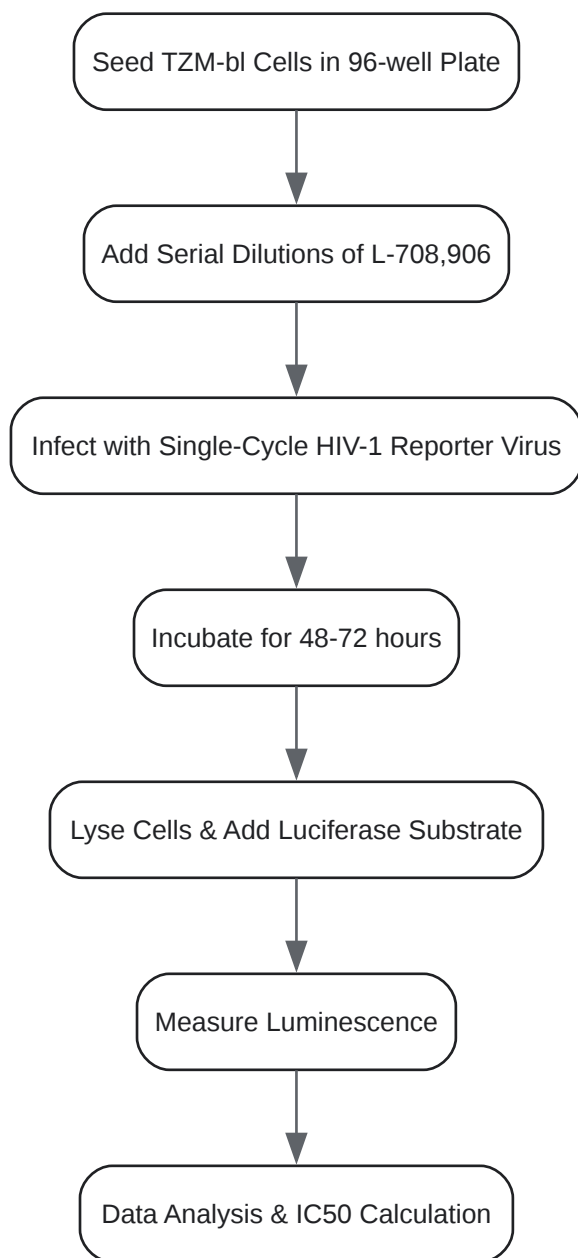 Seed TZM-bl Cells in 96-well Plate
Add Serial Dilutions of L-708,906
Infect with Single-Cycle HIV-1 Reporter Virus
Incubate for 48-72 hours
Lyse Cells & Add Luciferase Substrate
Measure Luminescence
Data Analysis & IC50 Calculation